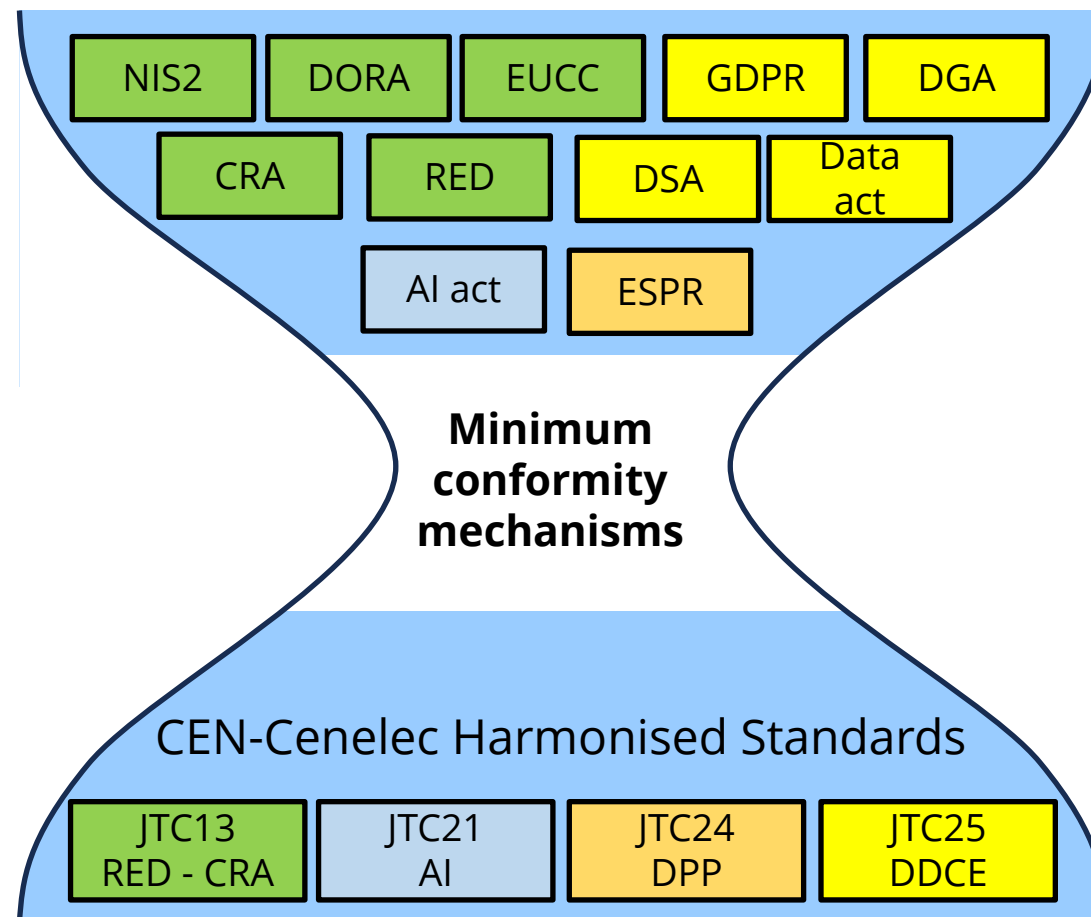 NIS2
DORA
EUCC
GDPR
DGA
CRA
RED
DSA
Data
act
AI act
ESPR
Minimum
conformity
mechanisms
CEN-Cenelec Harmonised Standards
JTC13
RED - CRA
JTC21
AI
JTC24
DPP
JTC25
DDCE